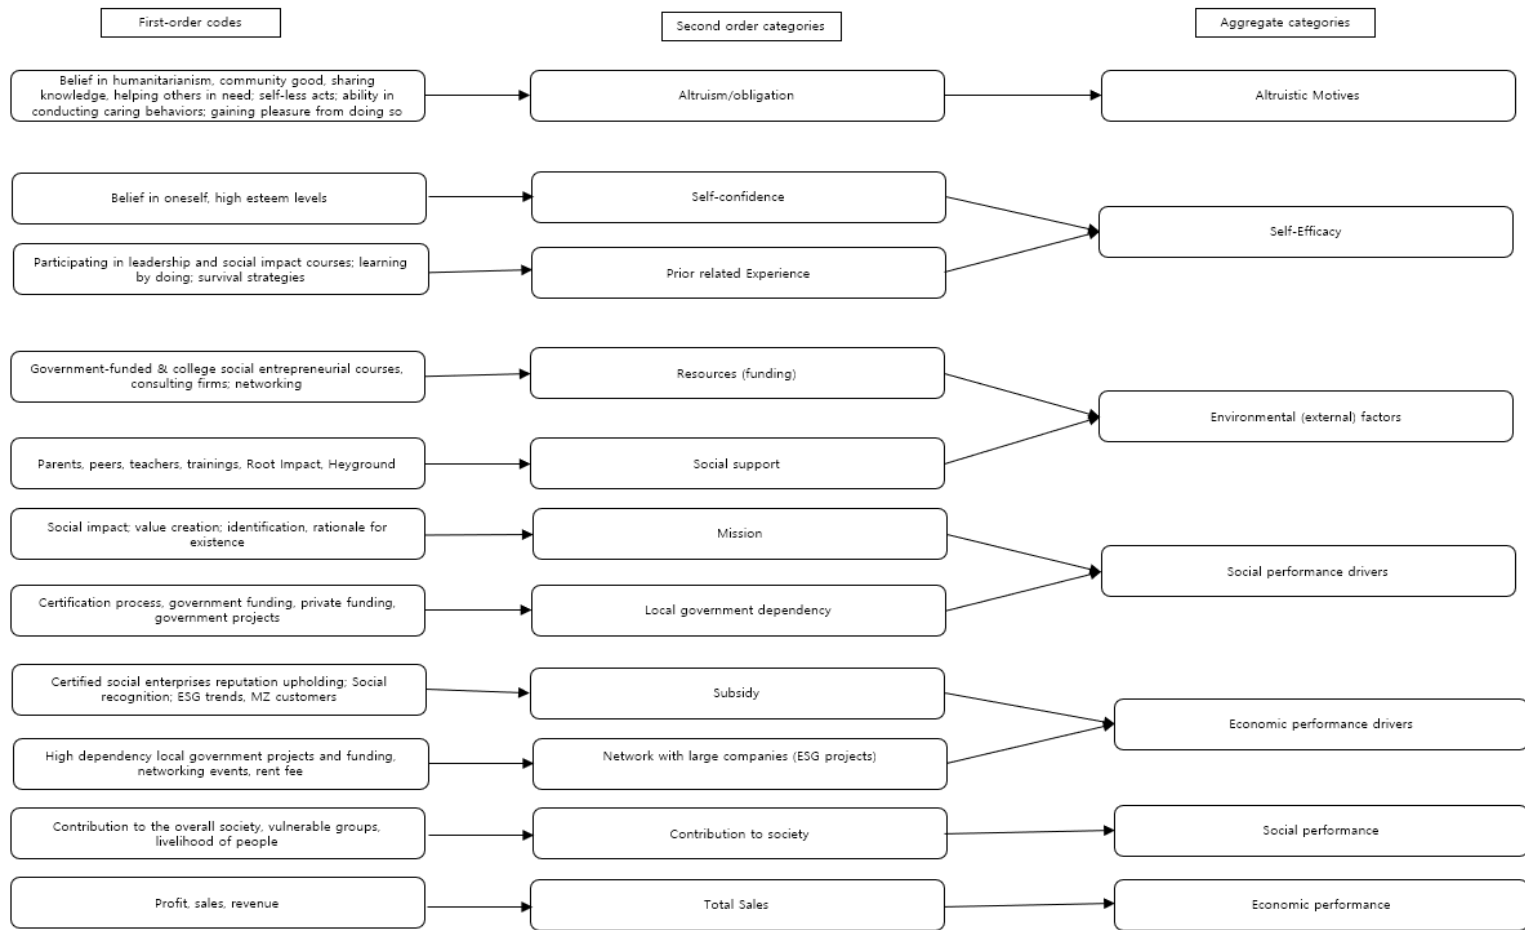 First-order codes
Second order categories
Aggregate categories
Belief in humanitarianism, community good, sharing
knowledge, helping others in need; self-less acts; ability in
conducting caring behaviors; gaining pleasure from doing so
Altruism/obligation
Altruistic Motives
Belief in oneself, high esteem levels
Self-confidence
Self-Efficacy
Participating in leadership and social impact courses; learning
by doing; survival strategies
Prior related Experience
Government-funded & college social entrepreneurial courses,
consulting firms; networking
Resources (funding)
Environmental (external) factors
Parents, peers, teachers, trainings, Root Impact, Heyground
Social support
Social impact; value creation; identification, rationale for
existence
Mission
Social performance drivers
Certification process, government funding, private funding,
government projects
Local government dependency
Certified social enterprises reputation upholding; Social
recognition; ESG trends, MZ customers
Subsidy
Economic performance drivers
High dependency local government projects and funding,
networking events, rent fee
Network with large companies (ESG projects)
Contribution to the overall society, vulnerable groups,
livelihood of people
Contribution to society
Social performance
Profit, sales, revenue
Total Sales
Economic performance